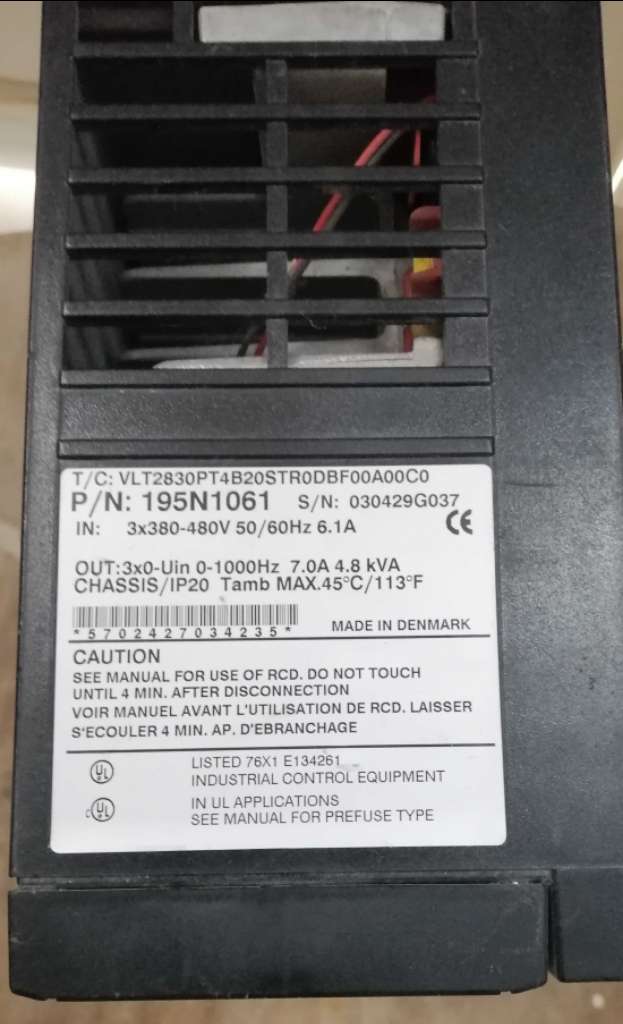 T/C: VLT2830PT4B20STR0DBF00A00C0
P/N: 195N1061 S/N: 030429G037
IN: 3x380-480V 50/60Hz 6.1A
CE
OUT:3x0-Uin 0-1000Hz 7.0A 4.8 kVA
CHASSIS/IP20 Tamb MAX.45°C/113°F
*5702427034235* MADE IN DENMARK
CAUTION
SEE MANUAL FOR USE OF RCD. DO NOT TOUCH
UNTIL 4 MIN. AFTER DISCONNECTION
VOIR MANUEL AVANT L'UTILISATION DE RCD. LAISSER
S'ECOULER 4 MIN. AP. D'EBRANCHAGE
UL LISTED 76X1 E134261
INDUSTRIAL CONTROL EQUIPMENT
c UL IN UL APPLICATIONS
SEE MANUAL FOR PREFUSE TYPE